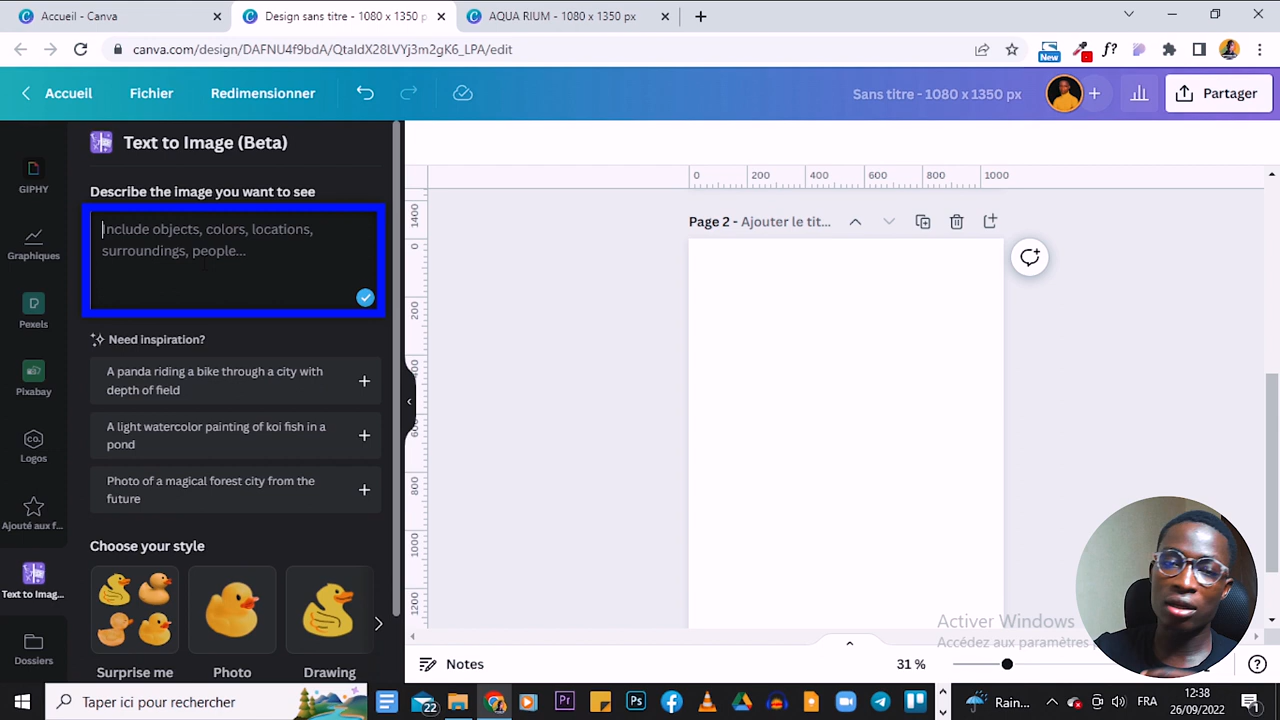 Accueil - Canva
Design sans titre - 1080 x 1350 p
AQUA RIUM - 1080 x 1350 px
canva.com/design/DAFNU4f9bdA/QtaIdX28LVYj3m2gK6_LPA/edit
New
f?
Accueil
Fichier
Redimensionner
Sans titre - 1080 x 1350 px
Partager
Text to Image (Beta)
Describe the image you want to see
Include objects, colors, locations,
surroundings, people...
Need inspiration?
A panda riding a bike through a city with
depth of field
A light watercolor painting of koi fish in a
pond
Photo of a magical forest city from the
future
Choose your style
Surprise me
Photo
Drawing
GIPHY
Graphiques
Pexels
Pixabay
CO.
Logos
Ajouté aux f...
Text to Imag...
Dossiers
0 200 400 600 800 1000
1400
0
200
400
600
800
1000
1200
Page 2 - Ajouter le tit...
Activer Windows
Accédez aux paramètres
Notes
31 %
Taper ici pour rechercher
22
Pr
Ps
Rain...
FRA
12:38
26/09/2022
1